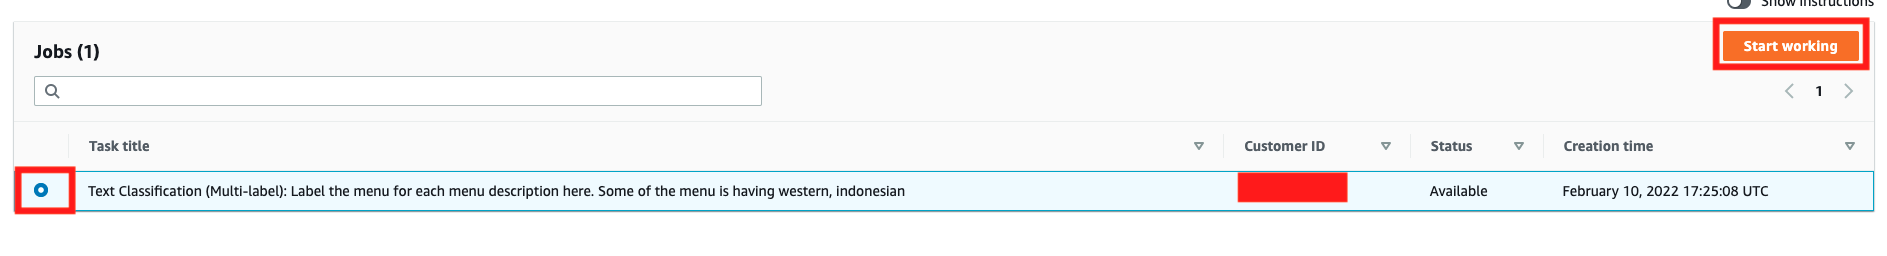 Show instructions
Jobs (1)
Start working
1
Task title
Customer ID
Status
Creation time
Text Classification (Multi-label): Label the menu for each menu description here. Some of the menu is having western, indonesian
Available
February 10, 2022 17:25:08 UTC